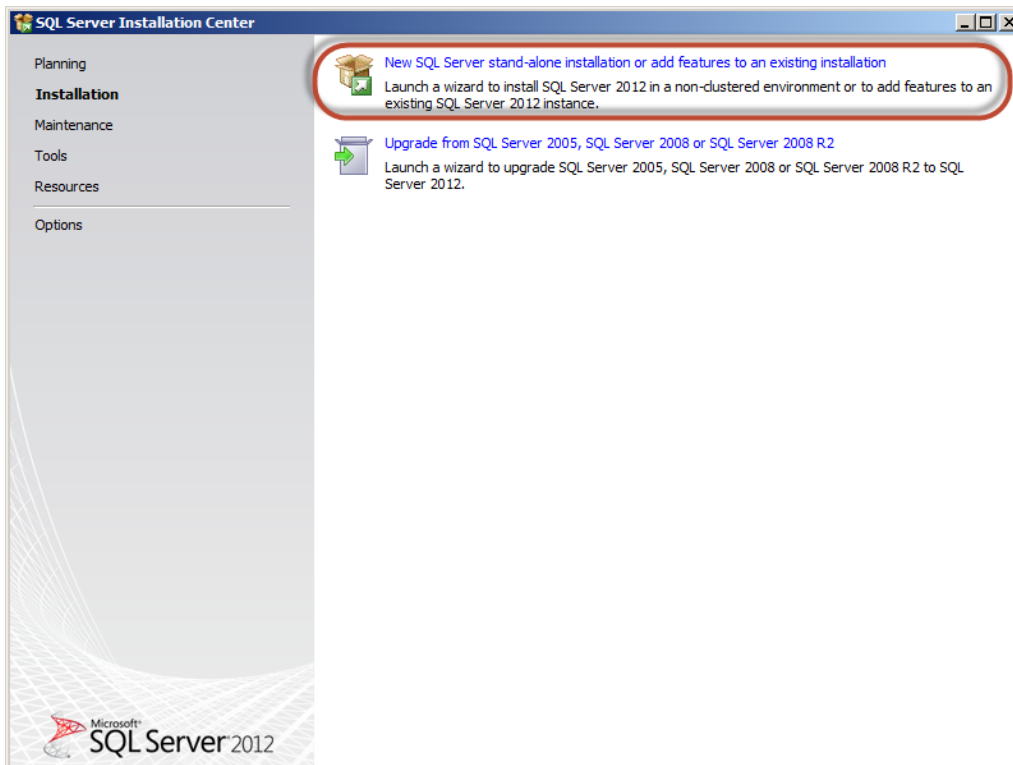 SQL Server Installation Center
Planning
Installation
Maintenance
Tools
Resources
Options
New SQL Server stand-alone installation or add features to an existing installation
Launch a wizard to install SQL Server 2012 in a non-clustered environment or to add features to an
existing SQL Server 2012 instance.
Upgrade from SQL Server 2005, SQL Server 2008 or SQL Server 2008 R2
Launch a wizard to upgrade SQL Server 2005, SQL Server 2008 or SQL Server 2008 R2 to SQL
Server 2012.
Microsoft®
SQL Server 2012